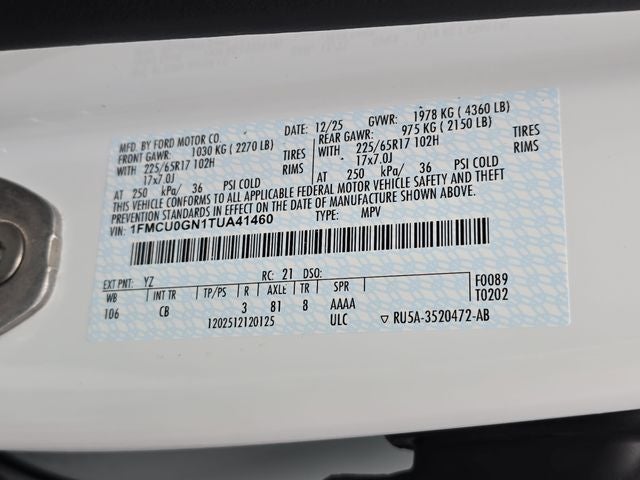 MFD. BY FORD MOTOR CO. DATE: 12/25 GVWR: 1978 KG ( 4360 LB)
FRONT GAWR: 1030 KG ( 2270 LB) REAR GAWR: 975 KG ( 2150 LB)
WITH 225/65R17 102H TIRES WITH 225/65R17 102H TIRES
17x7.0J RIMS 17x7.0J RIMS
AT 250 kPa/ 36 PSI COLD AT 250 kPa/ 36 PSI COLD
THIS VEHICLE CONFORMS TO ALL APPLICABLE FEDERAL MOTOR VEHICLE SAFETY AND THEFT
PREVENTION STANDARDS IN EFFECT ON THE DATE OF MANUFACTURE SHOWN ABOVE.
VIN: 1FMCU0GN1TUA41460 TYPE: MPV
EXT PNT: YZ RC: 21 DSO: F0089
WB INT TR TP/PS R AXLE TR SPR T0202
106 CB 3 81 8 AAAA
1202512120125 ULC ▽ RU5A-3520472-AB